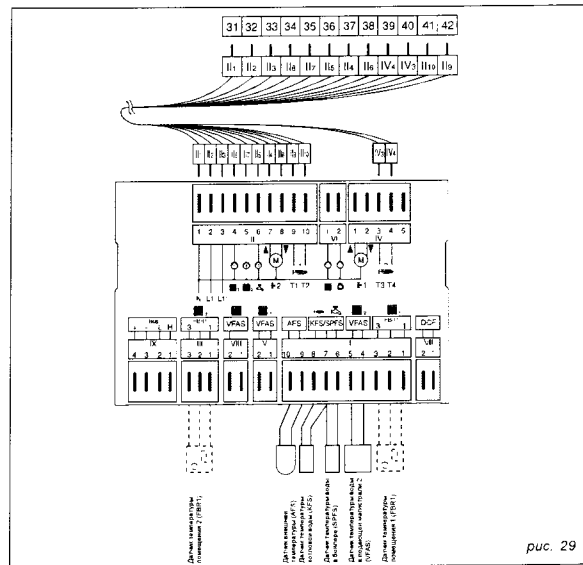 31 32 33 34 35 36 37 38 39 40 41 42
II1 II2 II3 II8 II7 II5 II4 II6 IV4 IV3 II10 II9
IV3 IV4
1 2 3 4 5 6 7 8 9 10
1 2
1 2 3 4 5
II
VI
IV
M
M
N L1 L1'
T1 T2
T3 T4
VFAS VFAS AFS KFS/SPFS VFAS DCF
IX III VIII V I VII
4 3 2 1
3 2 1
2 1
2 1
10 9 8 7 6 5 4 3 2 1
2 1
Датчик температуры
помещения 2 (FBR1)
Датчик внешней
температуры (AFS)
Датчик температуры
котловой воды (KFS)
Датчик температуры воды
в бойлере (SPFS)
Датчик температуры воды
в подающей магистрали 2
(VFAS)
Датчик температуры
помещения 1 (FBR1)
рис. 29